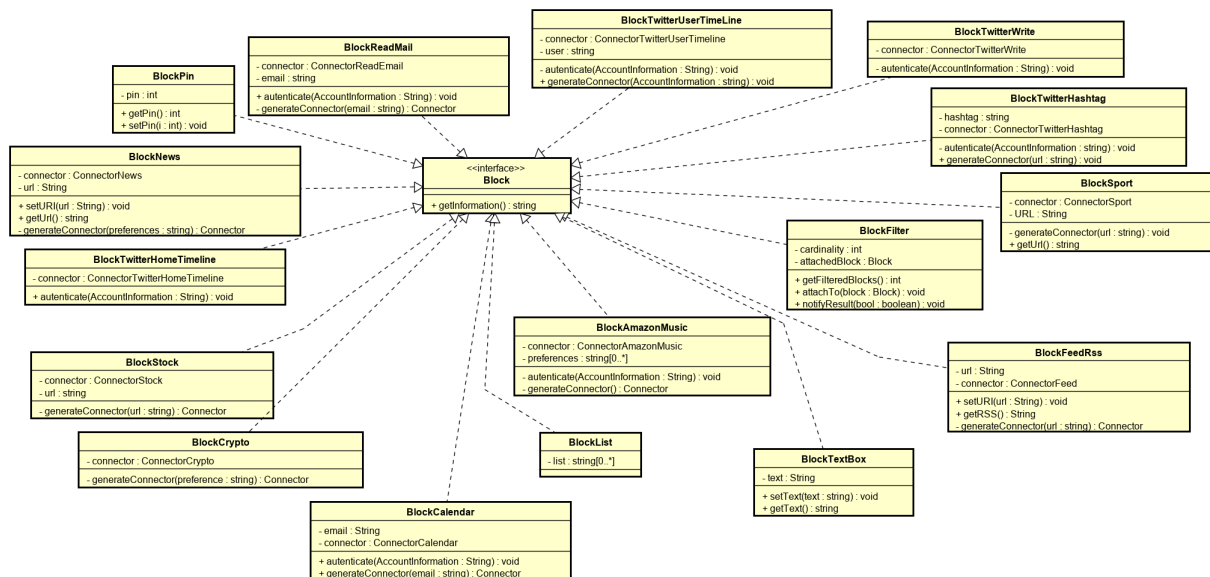 BlockTwitterUserTimeLine
- connector : ConnectorTwitterUserTimeline
- user : string
- autenticate(AccountInformation : String) : void
+ generateConnector(AccountInformation : string) : void
BlockTwitterWrite
- connector : ConnectorTwitterWrite
- autenticate(AccountInformation : String) : void
BlockReadMail
- connector : ConnectorReadEmail
- email : string
+ autenticate(AccountInformation : String) : void
- generateConnector(email : string) : Connector
BlockPin
- pin : int
+ getPin() : int
+ setPin(i : int) : void
BlockTwitterHashtag
- hashtag : string
- connector : ConnectorTwitterHashtag
- autenticate(AccountInformation : string) : void
+ generateConnector(url : string) : void
BlockNews
- connector : ConnectorNews
- url : String
+ setURI(url : String) : void
+ getUrl() : string
- generateConnector(preferences : string) : Connector
<<interface>>
Block
+ getInformation() : string
BlockSport
- connector : ConnectorSport
- URL : String
- generateConnector(url : string) : void
+ getUrl() : string
BlockFilter
- cardinality : int
- attachedBlock : Block
+ getFilteredBlocks() : int
+ attachTo(block : Block) : void
+ notifyResult(bool : boolean) : void
BlockTwitterHomeTimeline
- connector : ConnectorTwitterHomeTimeline
+ autenticate(AccountInformation : String) : void
BlockAmazonMusic
- connector : ConnectorAmazonMusic
- preferences : string[0..*]
- autenticate(AccountInformation : String) : void
- generateConnector() : Connector
BlockStock
- connector : ConnectorStock
- url : string
- generateConnector(url : string) : Connector
BlockFeedRss
- url : String
- connector : ConnectorFeed
+ setURI(url : String) : void
+ getRSS() : String
- generateConnector(url : string) : Connector
BlockCrypto
- connector : ConnectorCrypto
- generateConnector(preference : string) : Connector
BlockList
- list : string[0..*]
BlockTextBox
- text : String
+ setText(text : string) : void
+ getText() : string
BlockCalendar
- email : String
- connector : ConnectorCalendar
+ autenticate(AccountInformation : String) : void
+ generateConnector(email : string) : Connector